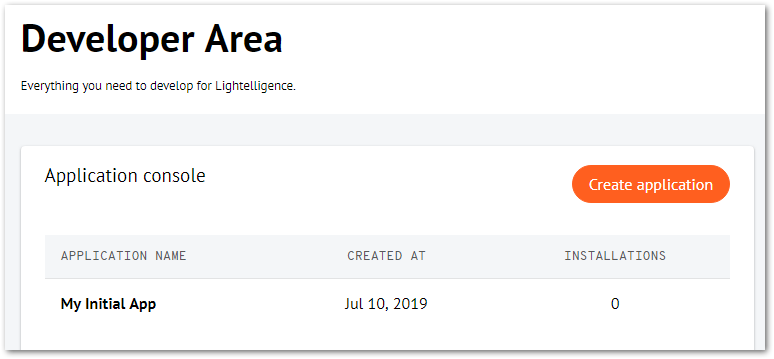 Developer Area
Everything you need to develop for Lightelligence.
Application console
Create application
APPLICATION NAME CREATED AT INSTALLATIONS
My Initial App Jul 10, 2019 0